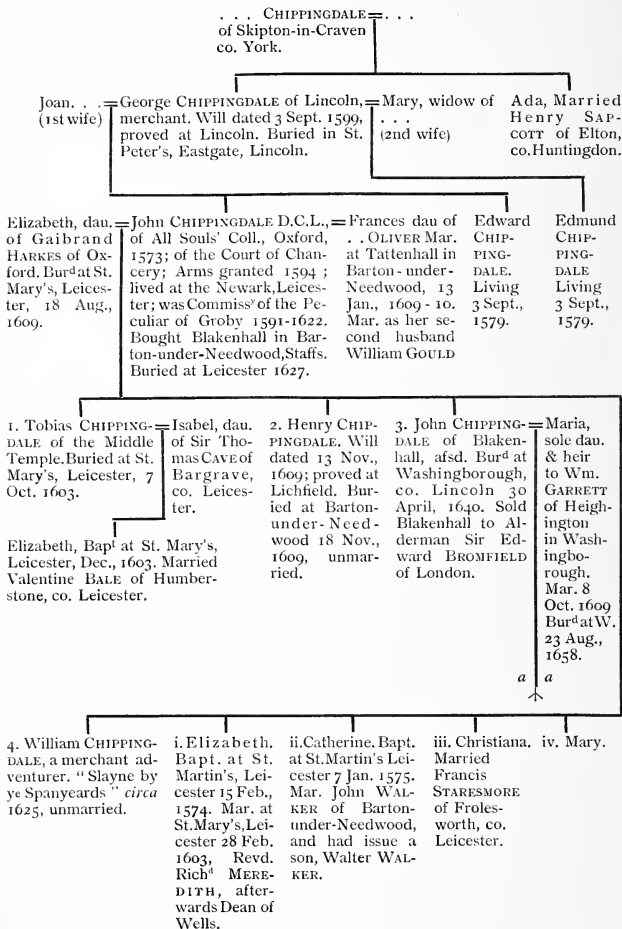 . . . CHIPPINGDALE=. . .
of Skipton-in-Craven
co. York.
Joan. . .
(1st wife)
=George CHIPPINGDALE of Lincoln,
merchant. Will dated 3 Sept. 1599,
proved at Lincoln. Buried in St.
Peter's, Eastgate, Lincoln.
=Mary, widow of
. . .
(2nd wife)
Ada, Married
Henry SAP-
COTT of Elton,
co.Huntingdon.
Elizabeth, dau.
of Gaibrand
HARKES of Ox-
ford. Burd at St.
Mary's, Leices-
ter, 18 Aug.,
1609.
=John CHIPPINGDALE D.C.L.,
of All Souls' Coll., Oxford,
1573; of the Court of Chan-
cery; Arms granted 1594 ;
lived at the Newark,Leices-
ter; was Commissy of the Pe-
culiar of Groby 1591-1622.
Bought Blakenhall in Bar-
ton-under-Needwood,Staffs.
Buried at Leicester 1627.
=Frances dau of
. . OLIVER Mar.
at Tattenhall in
Barton - under-
Needwood, 13
Jan., 1609 - 10.
Mar. as her se-
cond husband
William GOULD
Edward
CHIP-
PING-
DALE.
Living
3 Sept.,
1579.
Edmund
CHIP-
PING-
DALE
Living
3 Sept.,
1579.
1. Tobias CHIPPING-
DALE of the Middle
Temple.Buried at St.
Mary's, Leicester, 7
Oct. 1603.
=Isabel, dau.
of Sir Tho-
mas CAVE of
Bargrave,
co. Leices-
ter.
2. Henry CHIP-
PINGDALE. Will
dated 13 Nov.,
1609; proved at
Lichfield. Bur-
ied at Barton-
under-Need-
wood 18 Nov.,
1609, unmar-
ried.
3. John CHIPPING-
DALE of Blaken-
hall, afsd. Burd at
Washingborough,
co. Lincoln 30
April, 1640. Sold
Blakenhall to Al-
derman Sir Ed-
ward BROMFIELD
of London.
=Maria,
sole dau.
& heir
to Wm.
GARRETT
of Heigh-
ington
in Wash-
ingbo-
rough.
Mar. 8
Oct. 1609
Burd at W.
23 Aug.,
1658.
Elizabeth, Bapt at St. Mary's,
Leicester, Dec., 1603. Married
Valentine BALE of Humber-
stone, co. Leicester.
a a
4. William CHIPPING-
DALE, a merchant ad-
venturer. "Slayne by
ye Spanyeards" circa
1625, unmarried.
i.Elizabeth.
Bapt. at St.
Martin's, Lei-
cester 15 Feb.,
1574. Mar. at
St.Mary's,Lei-
cester 28 Feb.
1603, Revd.
Richd MERE-
DITH, after-
wards Dean of
Wells.
ii.Catherine. Bapt.
at St.Martin's Lei-
cester 7 Jan. 1575.
Mar. John WAL-
KER of Barton-
under-Needwood,
and had issue a
son, Walter WAL-
KER.
iii. Christiana.
Married
Francis
STARESMORE
of Froles-
worth, co.
Leicester.
iv. Mary.